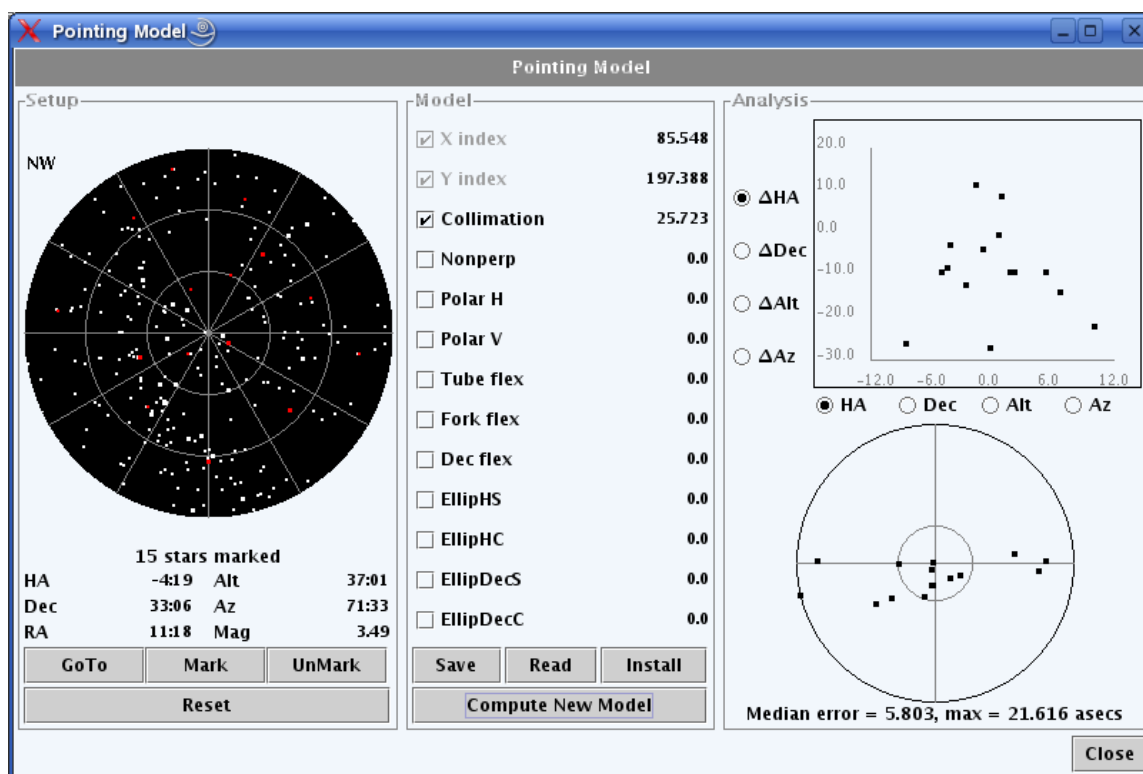 Pointing Model
Pointing Model
Setup
NW
15 stars marked
HA -4:19 Alt 37:01
Dec 33:06 Az 71:33
RA 11:18 Mag 3.49
GoTo Mark UnMark
Reset
Model
X index 85.548
Y index 197.388
Collimation 25.723
Nonperp 0.0
Polar H 0.0
Polar V 0.0
Tube flex 0.0
Fork flex 0.0
Dec flex 0.0
EllipHS 0.0
EllipHC 0.0
EllipDecS 0.0
EllipDecC 0.0
Save Read Install
Compute New Model
Analysis
ΔHA
ΔDec
ΔAlt
ΔAz
20.0
10.0
0.0
-10.0
-20.0
-30.0
-12.0 -6.0 0.0 6.0 12.0
HA Dec Alt Az
Median error = 5.803, max = 21.616 asecs
Close